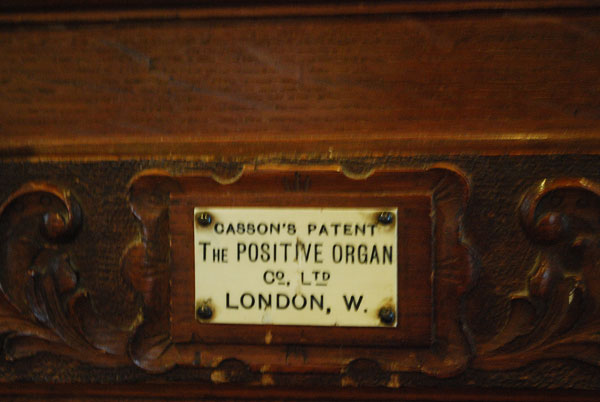 CASSON'S PATENT
THE POSITIVE ORGAN
CO, LTD
LONDON, W.